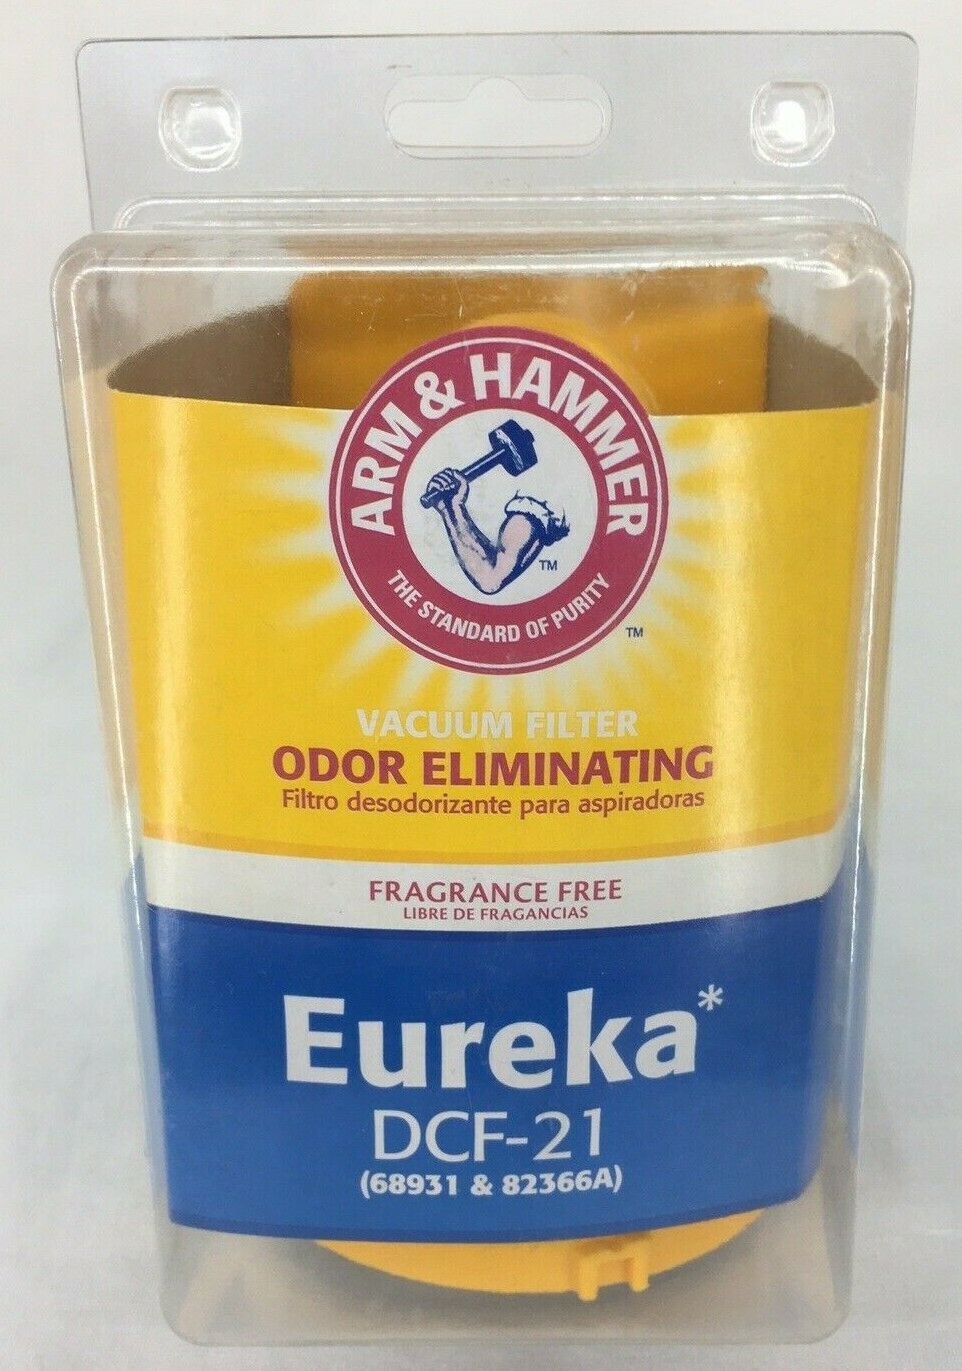 ARM & HAMMER
TM
THE STANDARD OF PURITY
TM
VACUUM FILTER
ODOR ELIMINATING
Filtro desodorizante para aspiradoras
FRAGRANCE FREE
LIBRE DE FRAGANCIAS
Eureka*
DCF-21
(68931 & 82366A)